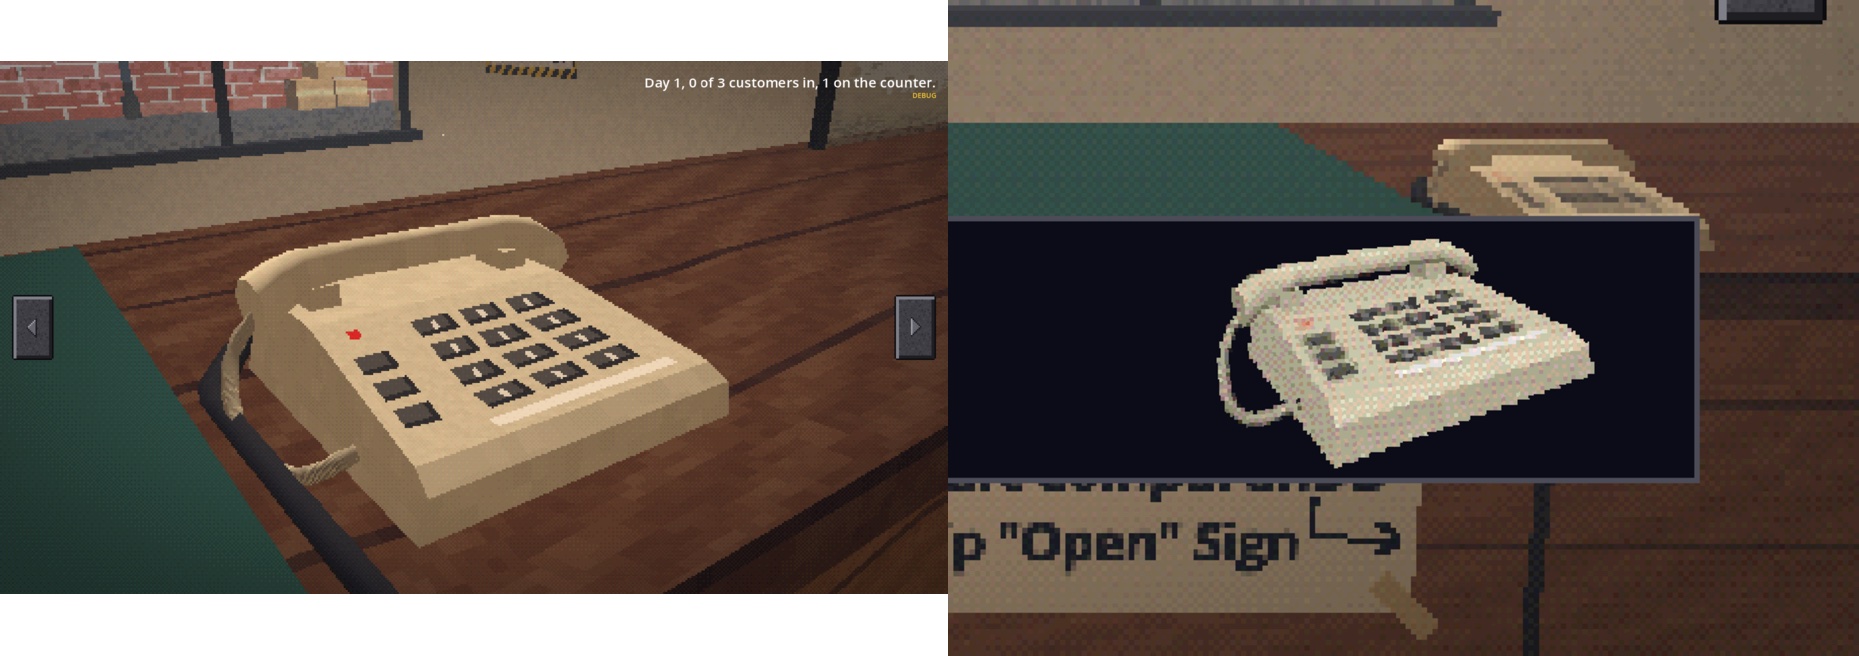 Day 1, 0 of 3 customers in, 1 on the counter.
DEBUG
p "Open" Sign